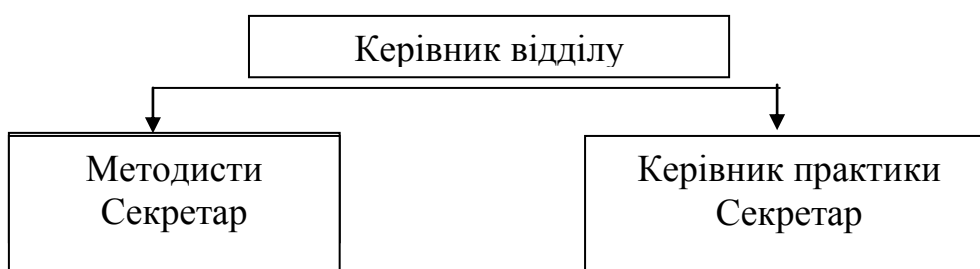 Керівник відділу
Методисти
Секретар
Керівник практики
Секретар